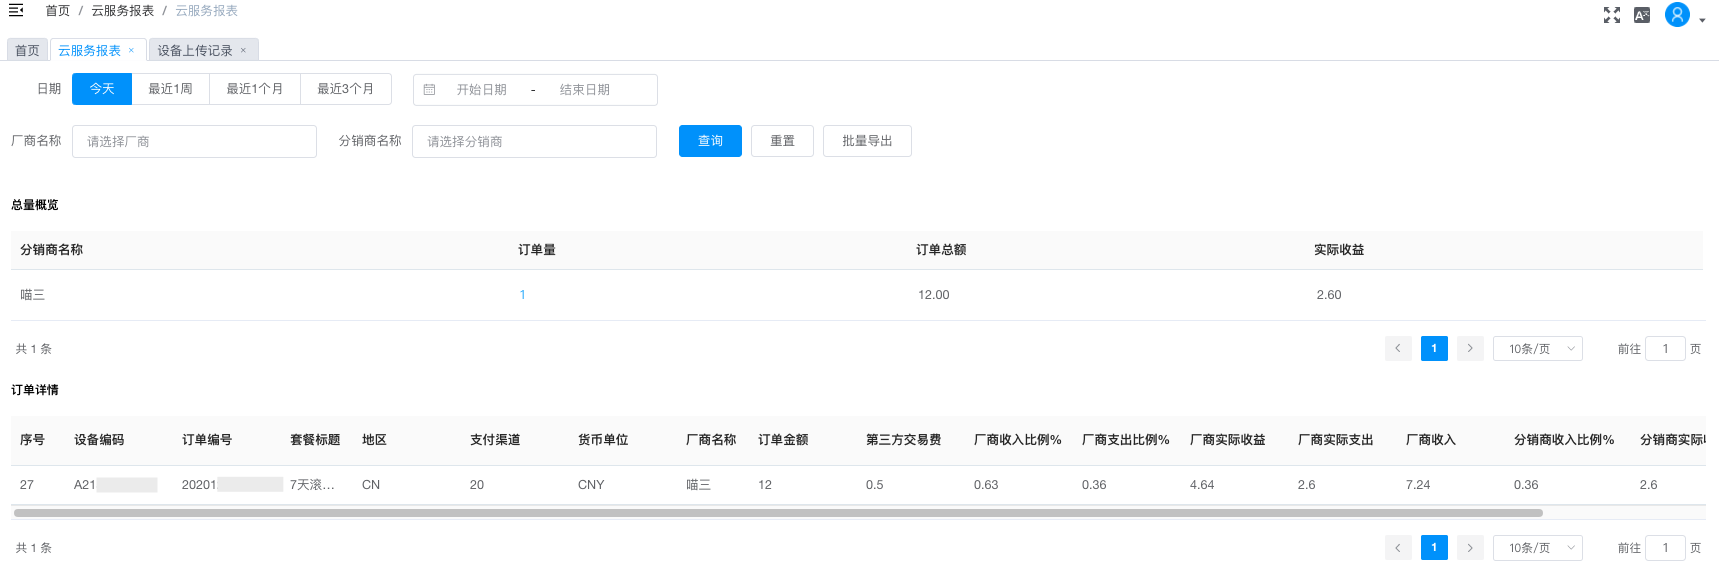 首页 / 云服务报表 / 云服务报表
首页 云服务报表 × 设备上传记录 ×
日期 今天 最近1周 最近1个月 最近3个月 开始日期 - 结束日期
厂商名称 请选择厂商 分销商名称 请选择分销商 查询 重置 批量导出
总量概览
分销商名称 订单量 订单总额 实际收益
喵三 1 12.00 2.60
共 1 条 1 10条/页 前往 1 页
订单详情
序号 设备编码 订单编号 套餐标题 地区 支付渠道 货币单位 厂商名称 订单金额 第三方交易费 厂商收入比例% 厂商支出比例% 厂商实际收益 厂商实际支出 厂商收入 分销商收入比例% 分销商实际
27 A21 20201 7天滚... CN 20 CNY 喵三 12 0.5 0.63 0.36 4.64 2.6 7.24 0.36 2.6
共 1 条 1 10条/页 前往 1 页